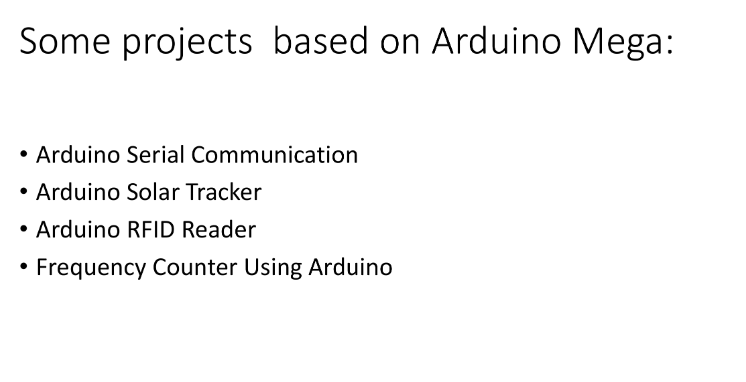 Some projects  based on Arduino Mega:
• Arduino Serial Communication
• Arduino Solar Tracker
• Arduino RFID Reader
• Frequency Counter Using Arduino